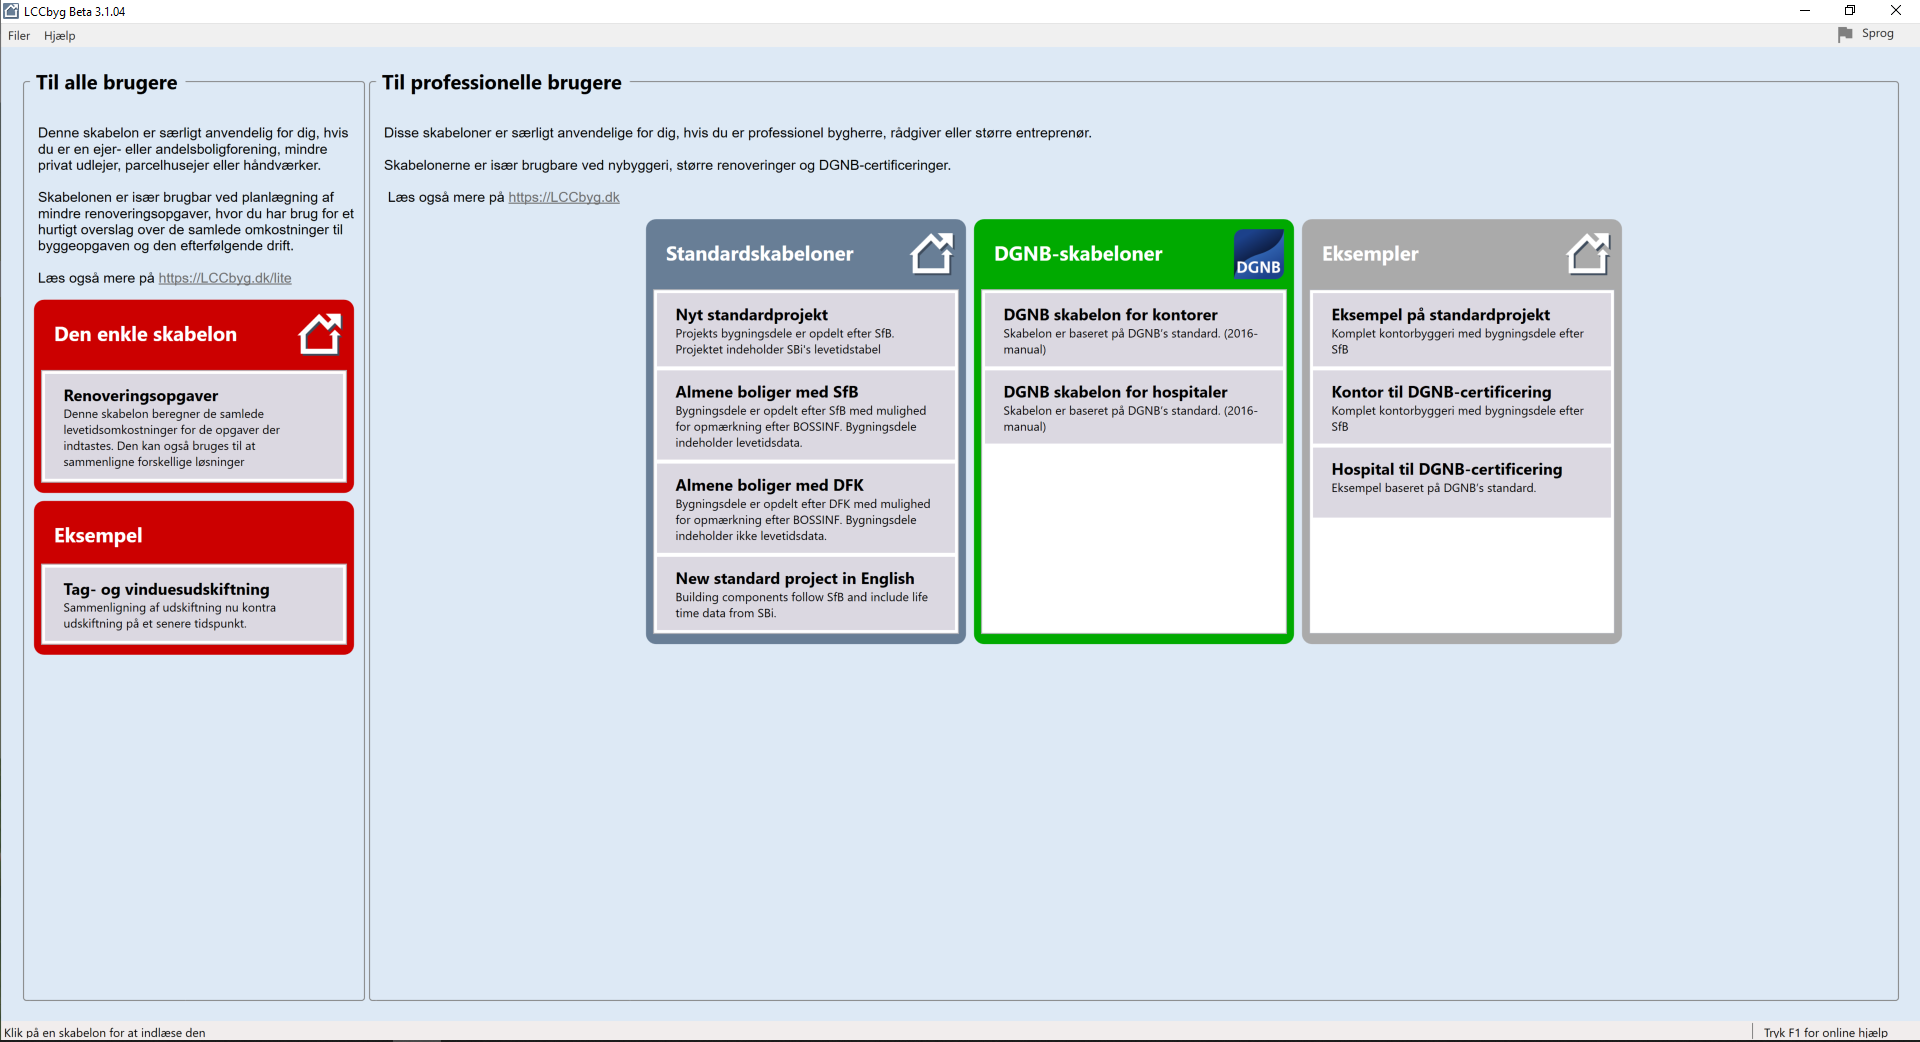 LCCbyg Beta 3.1.04
Filer Hjælp
Sprog
Til alle brugere
Denne skabelon er særligt anvendelig for dig, hvis
du er en ejer- eller andelsboligforening, mindre
privat udlejer, parcelhusejer eller håndværker.
Skabelonen er især brugbar ved planlægning af
mindre renoveringsopgaver, hvor du har brug for et
hurtigt overslag over de samlede omkostninger til
byggeopgaven og den efterfølgende drift.
Læs også mere på https://LCCbyg.dk/lite
Den enkle skabelon
Renoveringsopgaver
Denne skabelon beregner de samlede
levetidsomkostninger for de opgaver der
indtastes. Den kan også bruges til at
sammenligne forskellige løsninger
Eksempel
Tag- og vinduesudskiftning
Sammenligning af udskiftning nu kontra
udskiftning på et senere tidspunkt.
Til professionelle brugere
Disse skabeloner er særligt anvendelige for dig, hvis du er professionel bygherre, rådgiver eller større entreprenør.
Skabelonerne er især brugbare ved nybyggeri, større renoveringer og DGNB-certificeringer.
Læs også mere på https://LCCbyg.dk
Standardskabeloner
Nyt standardprojekt
Projekts bygningsdele er opdelt efter SfB.
Projektet indeholder SBi's levetidstabel
Almene boliger med SfB
Bygningsdele er opdelt efter SfB med mulighed
for opmærkning efter BOSSINF. Bygningsdele
indeholder levetidsdata.
Almene boliger med DFK
Bygningsdele er opdelt efter DFK med mulighed
for opmærkning efter BOSSINF. Bygningsdele
indeholder ikke levetidsdata.
New standard project in English
Building components follow SfB and include life
time data from SBi.
DGNB-skabeloner
DGNB
DGNB skabelon for kontorer
Skabelon er baseret på DGNB's standard. (2016-
manual)
DGNB skabelon for hospitaler
Skabelon er baseret på DGNB's standard. (2016-
manual)
Eksempler
Eksempel på standardprojekt
Komplet kontorbyggeri med bygningsdele efter
SfB
Kontor til DGNB-certificering
Komplet kontorbyggeri med bygningsdele efter
SfB
Hospital til DGNB-certificering
Eksempel baseret på DGNB's standard.
Klik på en skabelon for at indlæse den
Tryk F1 for online hjælp